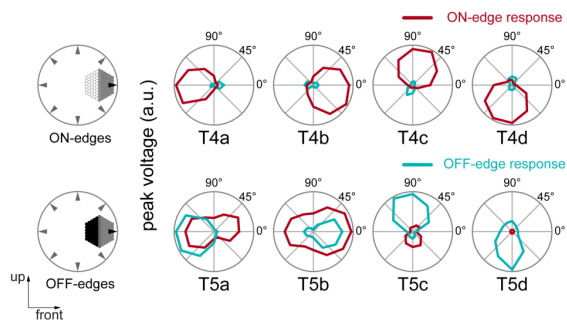 ON-edge response
90° 90° 90° 90°
45° 45° 45° 45°
0° 0° 0° 0°
ON-edges
T4a T4b T4c T4d
peak voltage (a.u.)
OFF-edge response
90° 90° 90° 90°
45° 45° 45° 45°
0° 0° 0° 0°
up
OFF-edges
T5a T5b T5c T5d
front